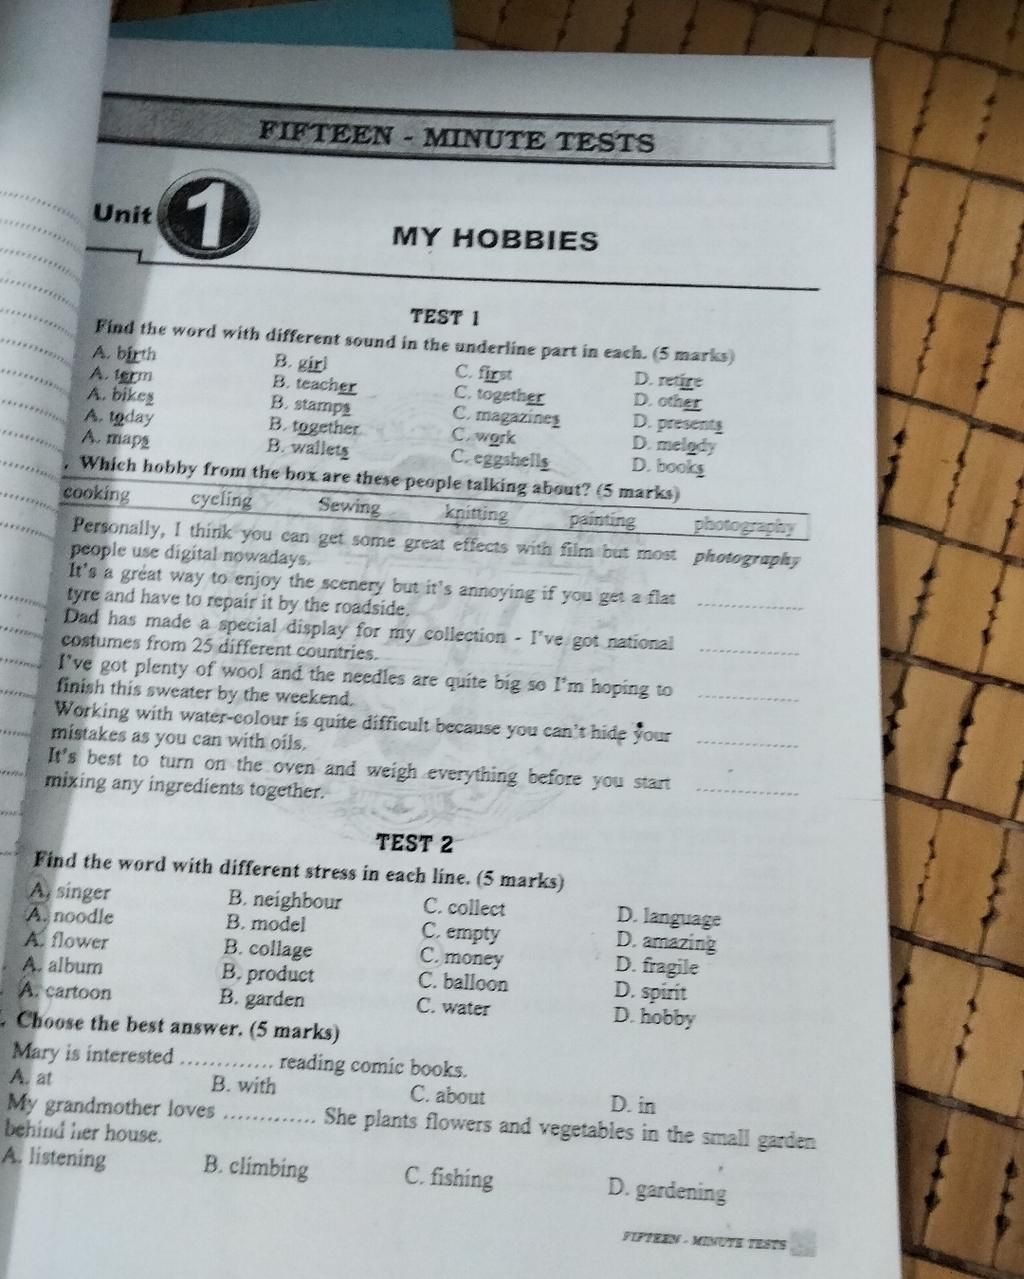 FIFTEEN - MINUTE TESTS
Unit 1
MY HOBBIES
TEST 1
Find the word with different sound in the underline part in each. (5 marks)
A. birth B. girl C. first D. retire
A. term B. teacher C. together D. other
A. bikes B. stamps C. magazines D. presents
A. today B. together C. work D. melody
A. maps B. wallets C. eggshells D. books
. Which hobby from the box are these people talking about? (5 marks)
cooking cycling Sewing knitting painting photography
Personally, I think you can get some great effects with film but most photography
people use digital nowadays.
It's a great way to enjoy the scenery but it's annoying if you get a flat ....................
tyre and have to repair it by the roadside.
Dad has made a special display for my collection - I've got national ....................
costumes from 25 different countries.
I've got plenty of wool and the needles are quite big so I'm hoping to ....................
finish this sweater by the weekend.
Working with water-colour is quite difficult because you can't hide your ....................
mistakes as you can with oils.
It's best to turn on the oven and weigh everything before you start ....................
mixing any ingredients together.
TEST 2
Find the word with different stress in each line. (5 marks)
A. singer B. neighbour C. collect D. language
A. noodle B. model C. empty D. amazing
A. flower B. collage C. money D. fragile
A. album B. product C. balloon D. spirit
A. cartoon B. garden C. water D. hobby
. Choose the best answer. (5 marks)
Mary is interested ............. reading comic books.
A. at B. with C. about D. in
My grandmother loves ............. She plants flowers and vegetables in the small garden
behind her house.
A. listening B. climbing C. fishing D. gardening
FIFTEEN - MINUTE TESTS